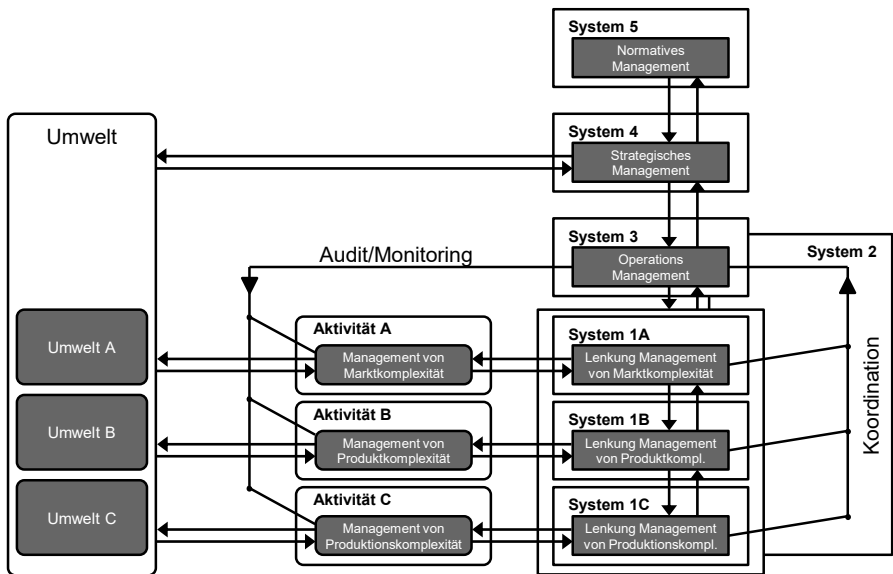 System 5
Normatives
Management
Umwelt
System 4
Strategisches
Management
System 3
System 2
Audit/Monitoring
Operations
Management
Aktivität A
System 1A
Umwelt A
Management von
Marktkomplexität
Lenkung Management
von Marktkomplexität
Koordination
Aktivität B
System 1B
Umwelt B
Management von
Produktkomplexität
Lenkung Management
von Produktkompl.
Aktivität C
System 1C
Umwelt C
Management von
Produktionskomplexität
Lenkung Management
von Produktionskompl.